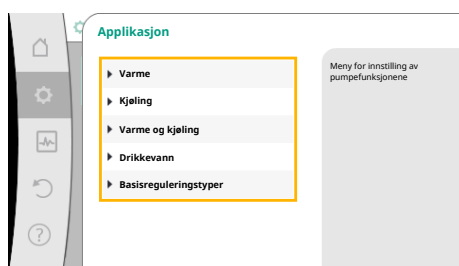 Applikasjon
Varme
Kjøling
Varme og kjøling
Drikkevann
Basisreguleringstyper
Meny for innstilling av
pumpefunksjonene